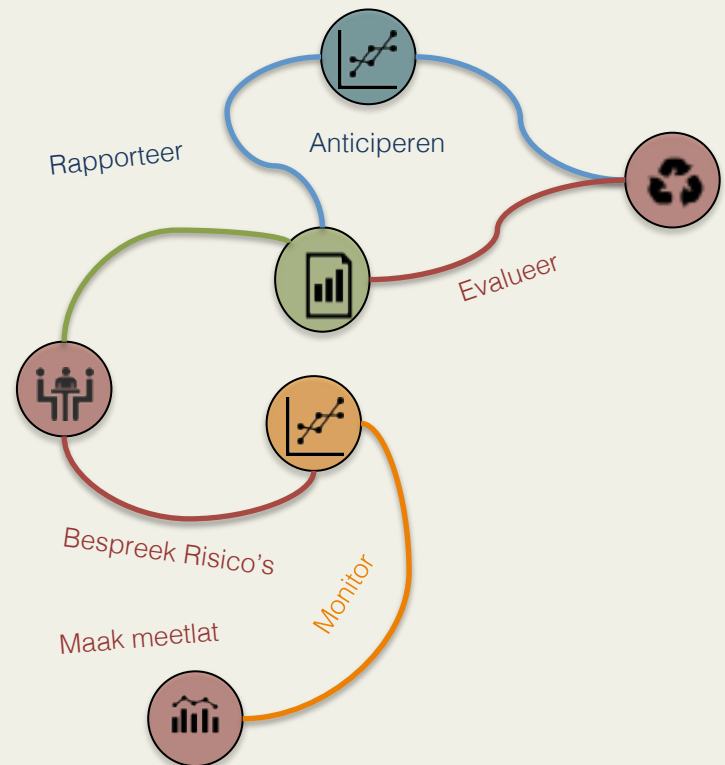 Rapporteer
Anticiperen
Evalueer
Bespreek Risico's
Monitor
Maak meetlat